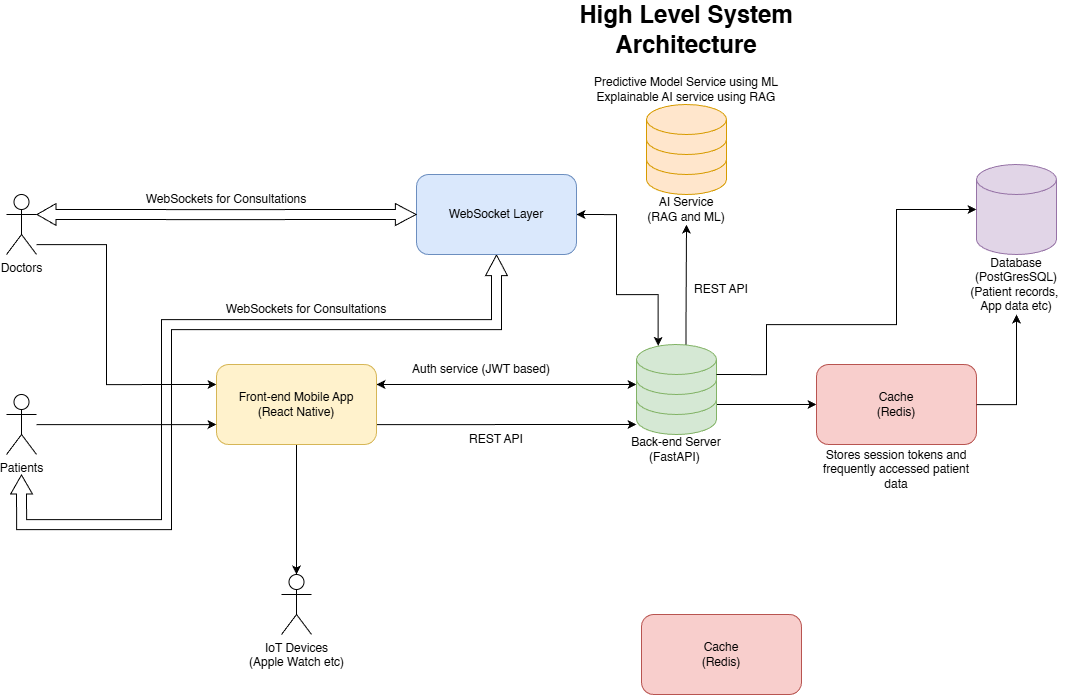 High Level System
Architecture
Predictive Model Service using ML
Explainable AI service using RAG
AI Service
(RAG and ML)
WebSockets for Consultations
WebSocket Layer
Doctors
Database
(PostGresSQL)
(Patient records,
App data etc)
REST API
WebSockets for Consultations
Auth service (JWT based)
Front-end Mobile App
(React Native)
REST API
Back-end Server
(FastAPI)
Cache
(Redis)
Stores session tokens and
frequently accessed patient
data
Patients
IoT Devices
(Apple Watch etc)
Cache
(Redis)